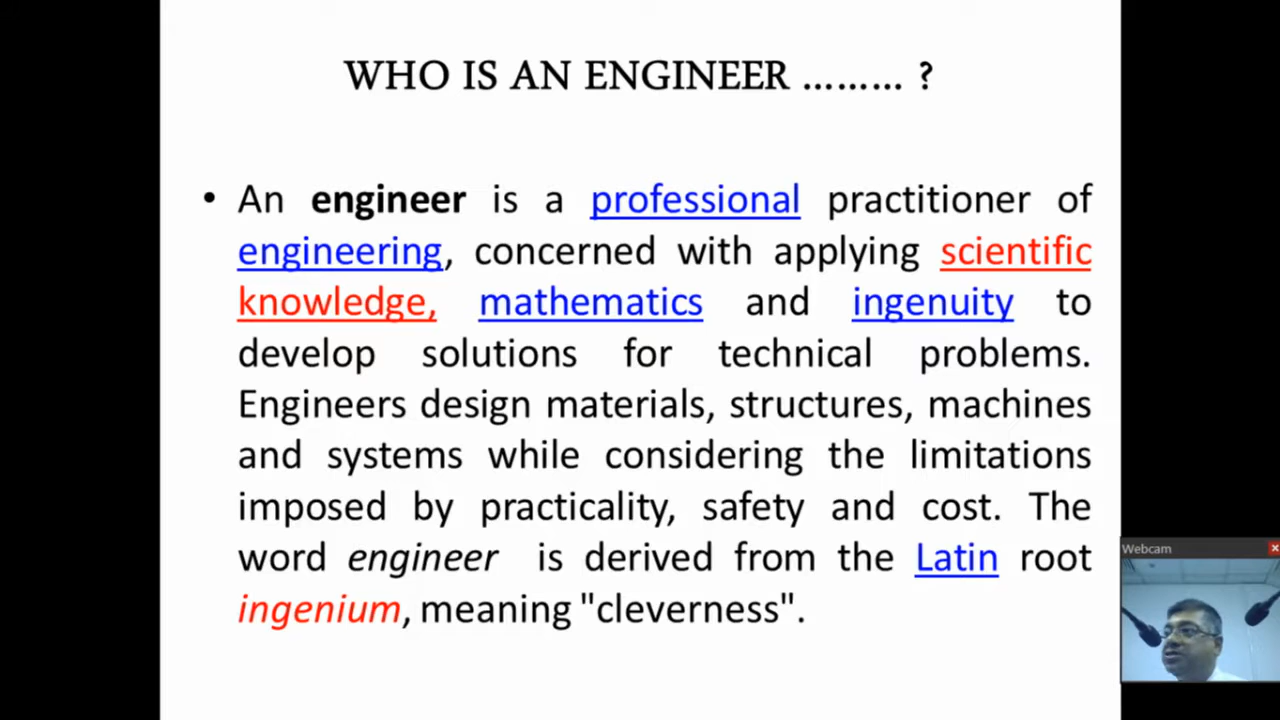 WHO IS AN ENGINEER ......... ?
• An engineer is a professional practitioner of
engineering, concerned with applying scientific
knowledge, mathematics and ingenuity to
develop solutions for technical problems.
Engineers design materials, structures, machines
and systems while considering the limitations
imposed by practicality, safety and cost. The
word engineer is derived from the Latin root
ingenium, meaning "cleverness".
Webcam